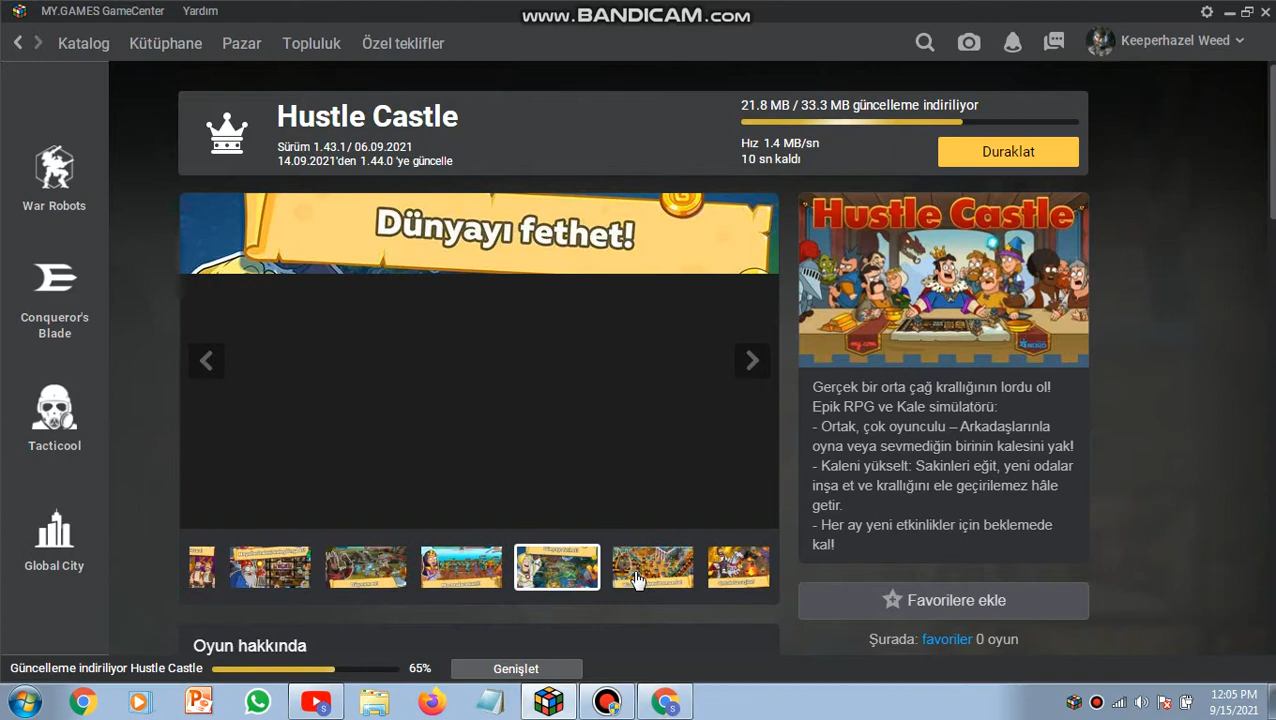 MY.GAMES GameCenter Yardım
www.BANDICAM.com
Katalog Kütüphane Pazar Topluluk Özel teklifler
Keeperhazel Weed
War Robots
Conqueror's
Blade
Tacticool
Global City
Hustle Castle
Sürüm 1.43.1/ 06.09.2021
14.09.2021'den 1.44.0 'ye güncelle
21.8 MB / 33.3 MB güncelleme indiriliyor
Hız 1.4 MB/sn
10 sn kaldı
Duraklat
Dünyayı fethet!
Hustle Castle
my.com
Gerçek bir orta çağ krallığının lordu ol!
Epik RPG ve Kale simülatörü:
- Ortak, çok oyunculu – Arkadaşlarınla
oyna veya sevmediğin birinin kalesini yak!
- Kaleni yükselt: Sakinleri eğit, yeni odalar
inşa et ve krallığını ele geçirilemez hâle
getir.
- Her ay yeni etkinlikler için beklemede
kal!
Favorilere ekle
Şurada: favoriler 0 oyun
Dünyayı fethet!
Oyun hakkında
Güncelleme indiriliyor Hustle Castle 65% Genişlet
12:05 PM
9/15/2021